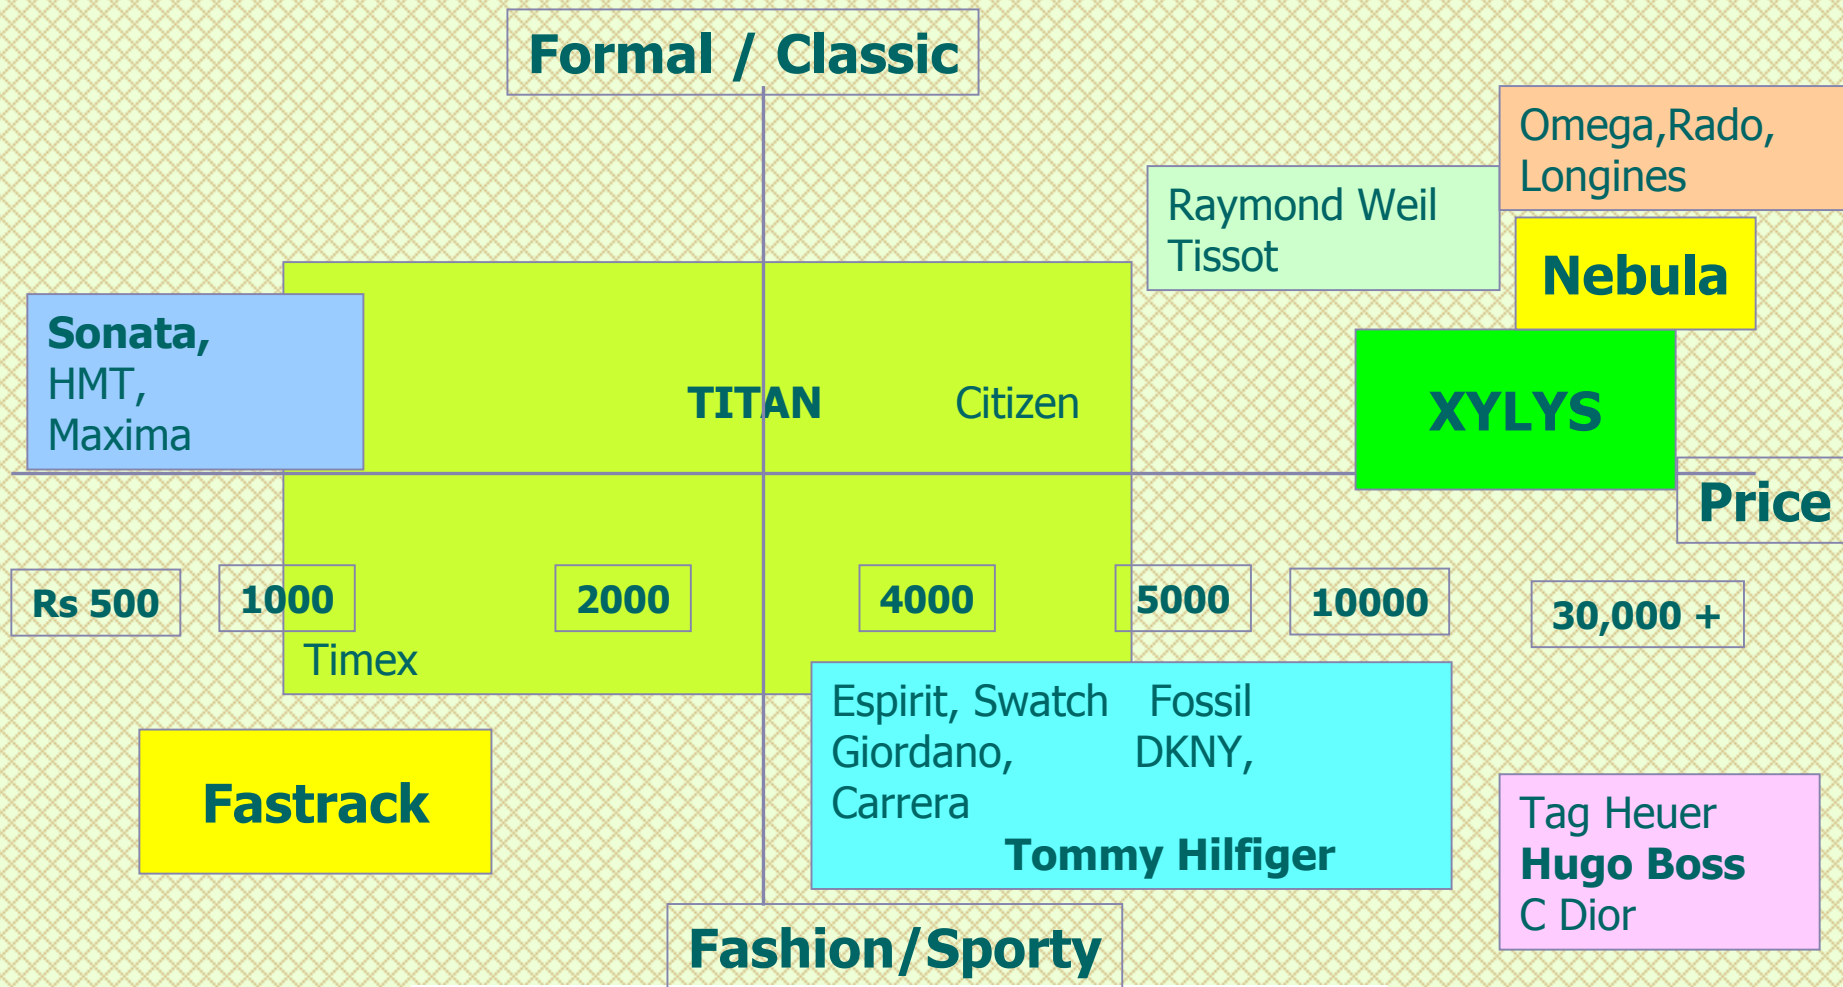 Formal / Classic
Omega,Rado,
Longines
Raymond Weil
Tissot
Nebula
Sonata,
HMT,
Maxima
TITAN
Citizen
XYLYS
Price
Rs 500
1000
2000
4000
5000
10000
30,000 +
Timex
Espirit, Swatch Fossil
Giordano, DKNY,
Carrera
Tommy Hilfiger
Fastrack
Tag Heuer
Hugo Boss
C Dior
Fashion/Sporty